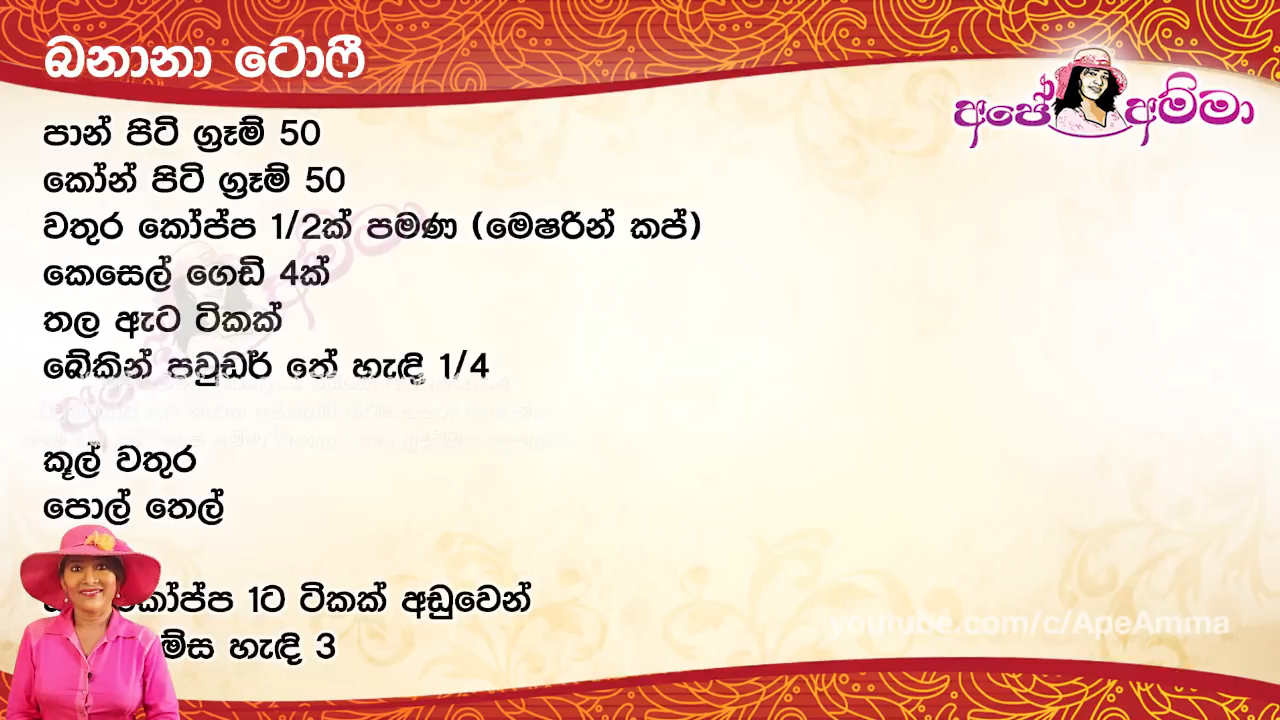 බනානා ටොෆී
අපේ අම්මා
පාන් පිටි ග්‍රෑම් 50
කෝන් පිටි ග්‍රෑම් 50
වතුර කෝප්ප 1/2ක් පමණ (මෙෂරින් කප්)
කෙසෙල් ගෙඩි 4ක්
තල ඇට ටිකක්
බේකින් පවුඩර් තේ හැඳි 1/4
කූල් වතුර
පොල් තෙල්
කෝප්ප 1ට ටිකක් අඩුවෙන්
හැඳි 3
youtube.com/c/ApeAmma